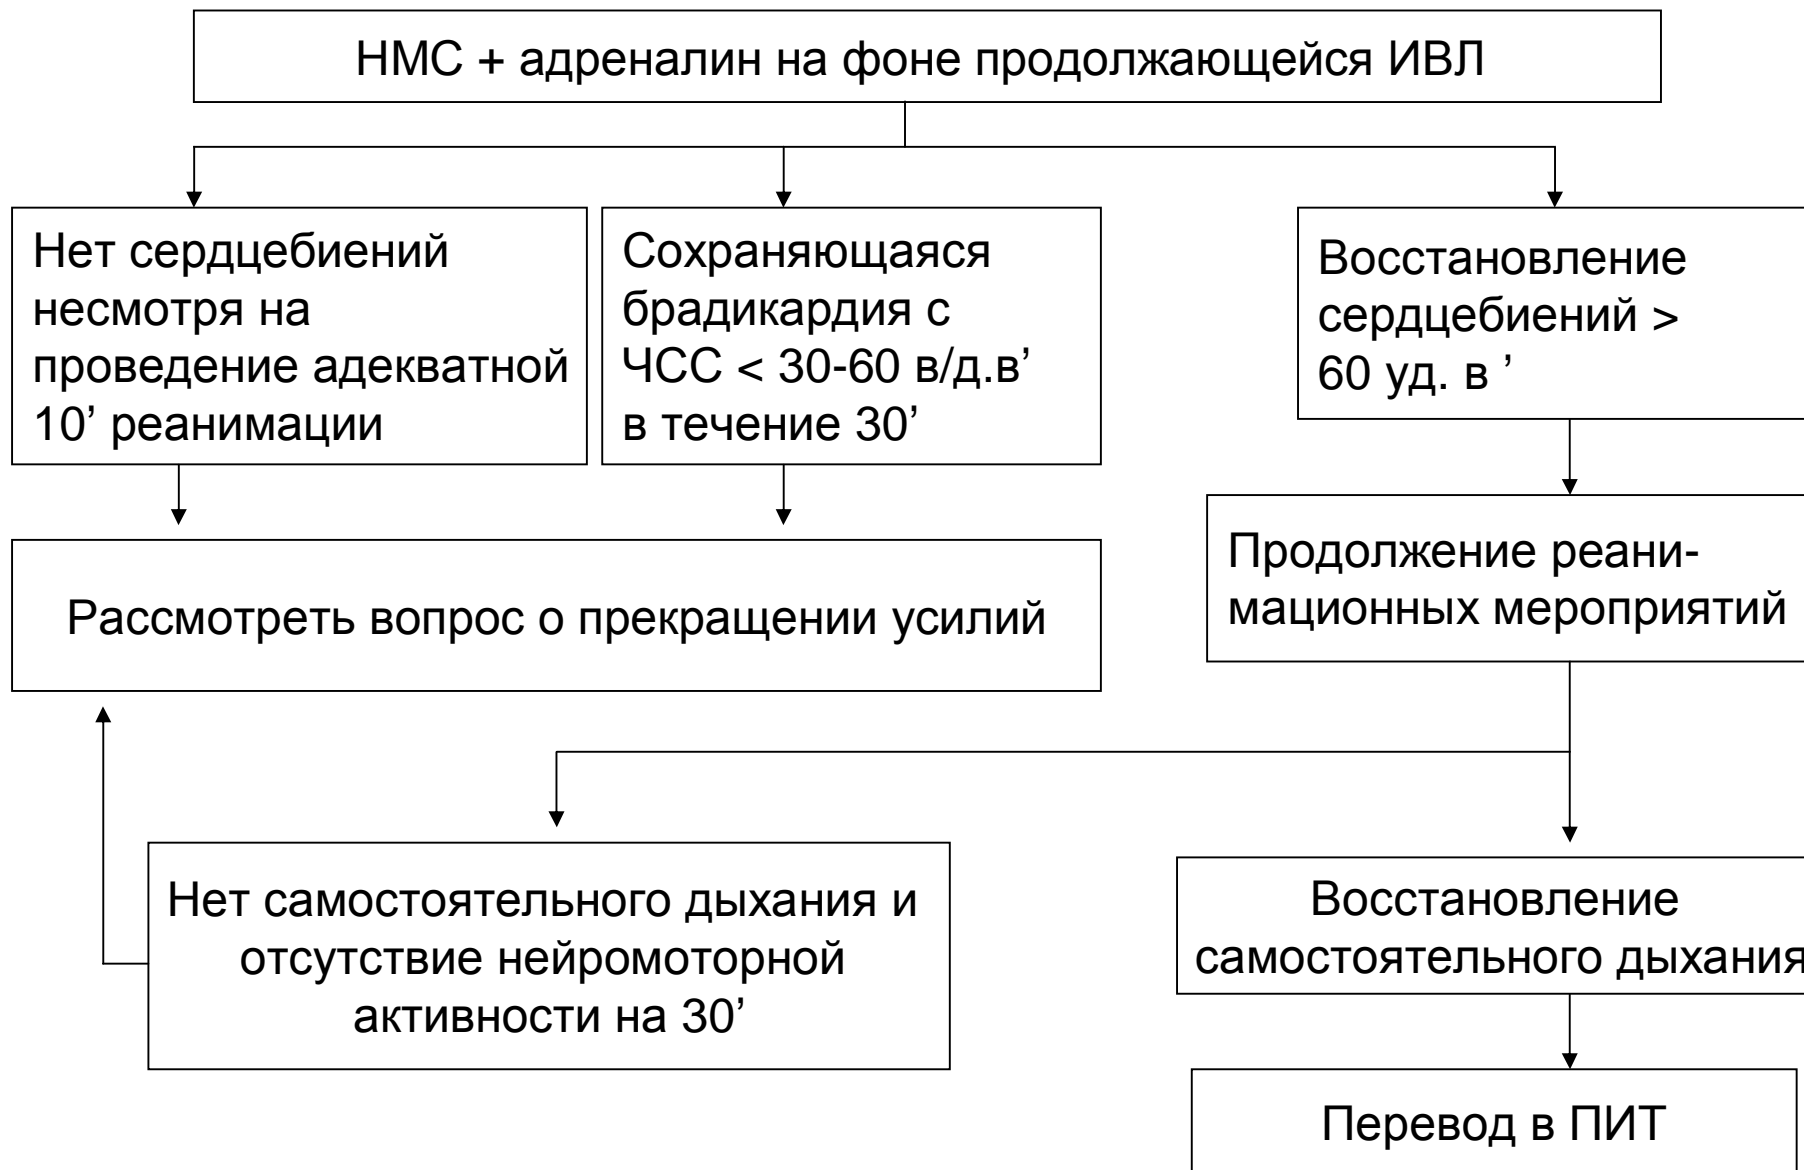 НМС + адреналин на фоне продолжающейся ИВЛ
Нет сердцебиений
несмотря на
проведение адекватной
10’ реанимации
Сохраняющаяся
брадикардия с
ЧСС < 30-60 в/д.в’
в течение 30’
Восстановление
сердцебиений >
60 уд. в ’
Продолжение реани-
мационных мероприятий
Рассмотреть вопрос о прекращении усилий
Нет самостоятельного дыхания и
отсутствие нейромоторной
активности на 30’
Восстановление
самостоятельного дыхания
Перевод в ПИТ